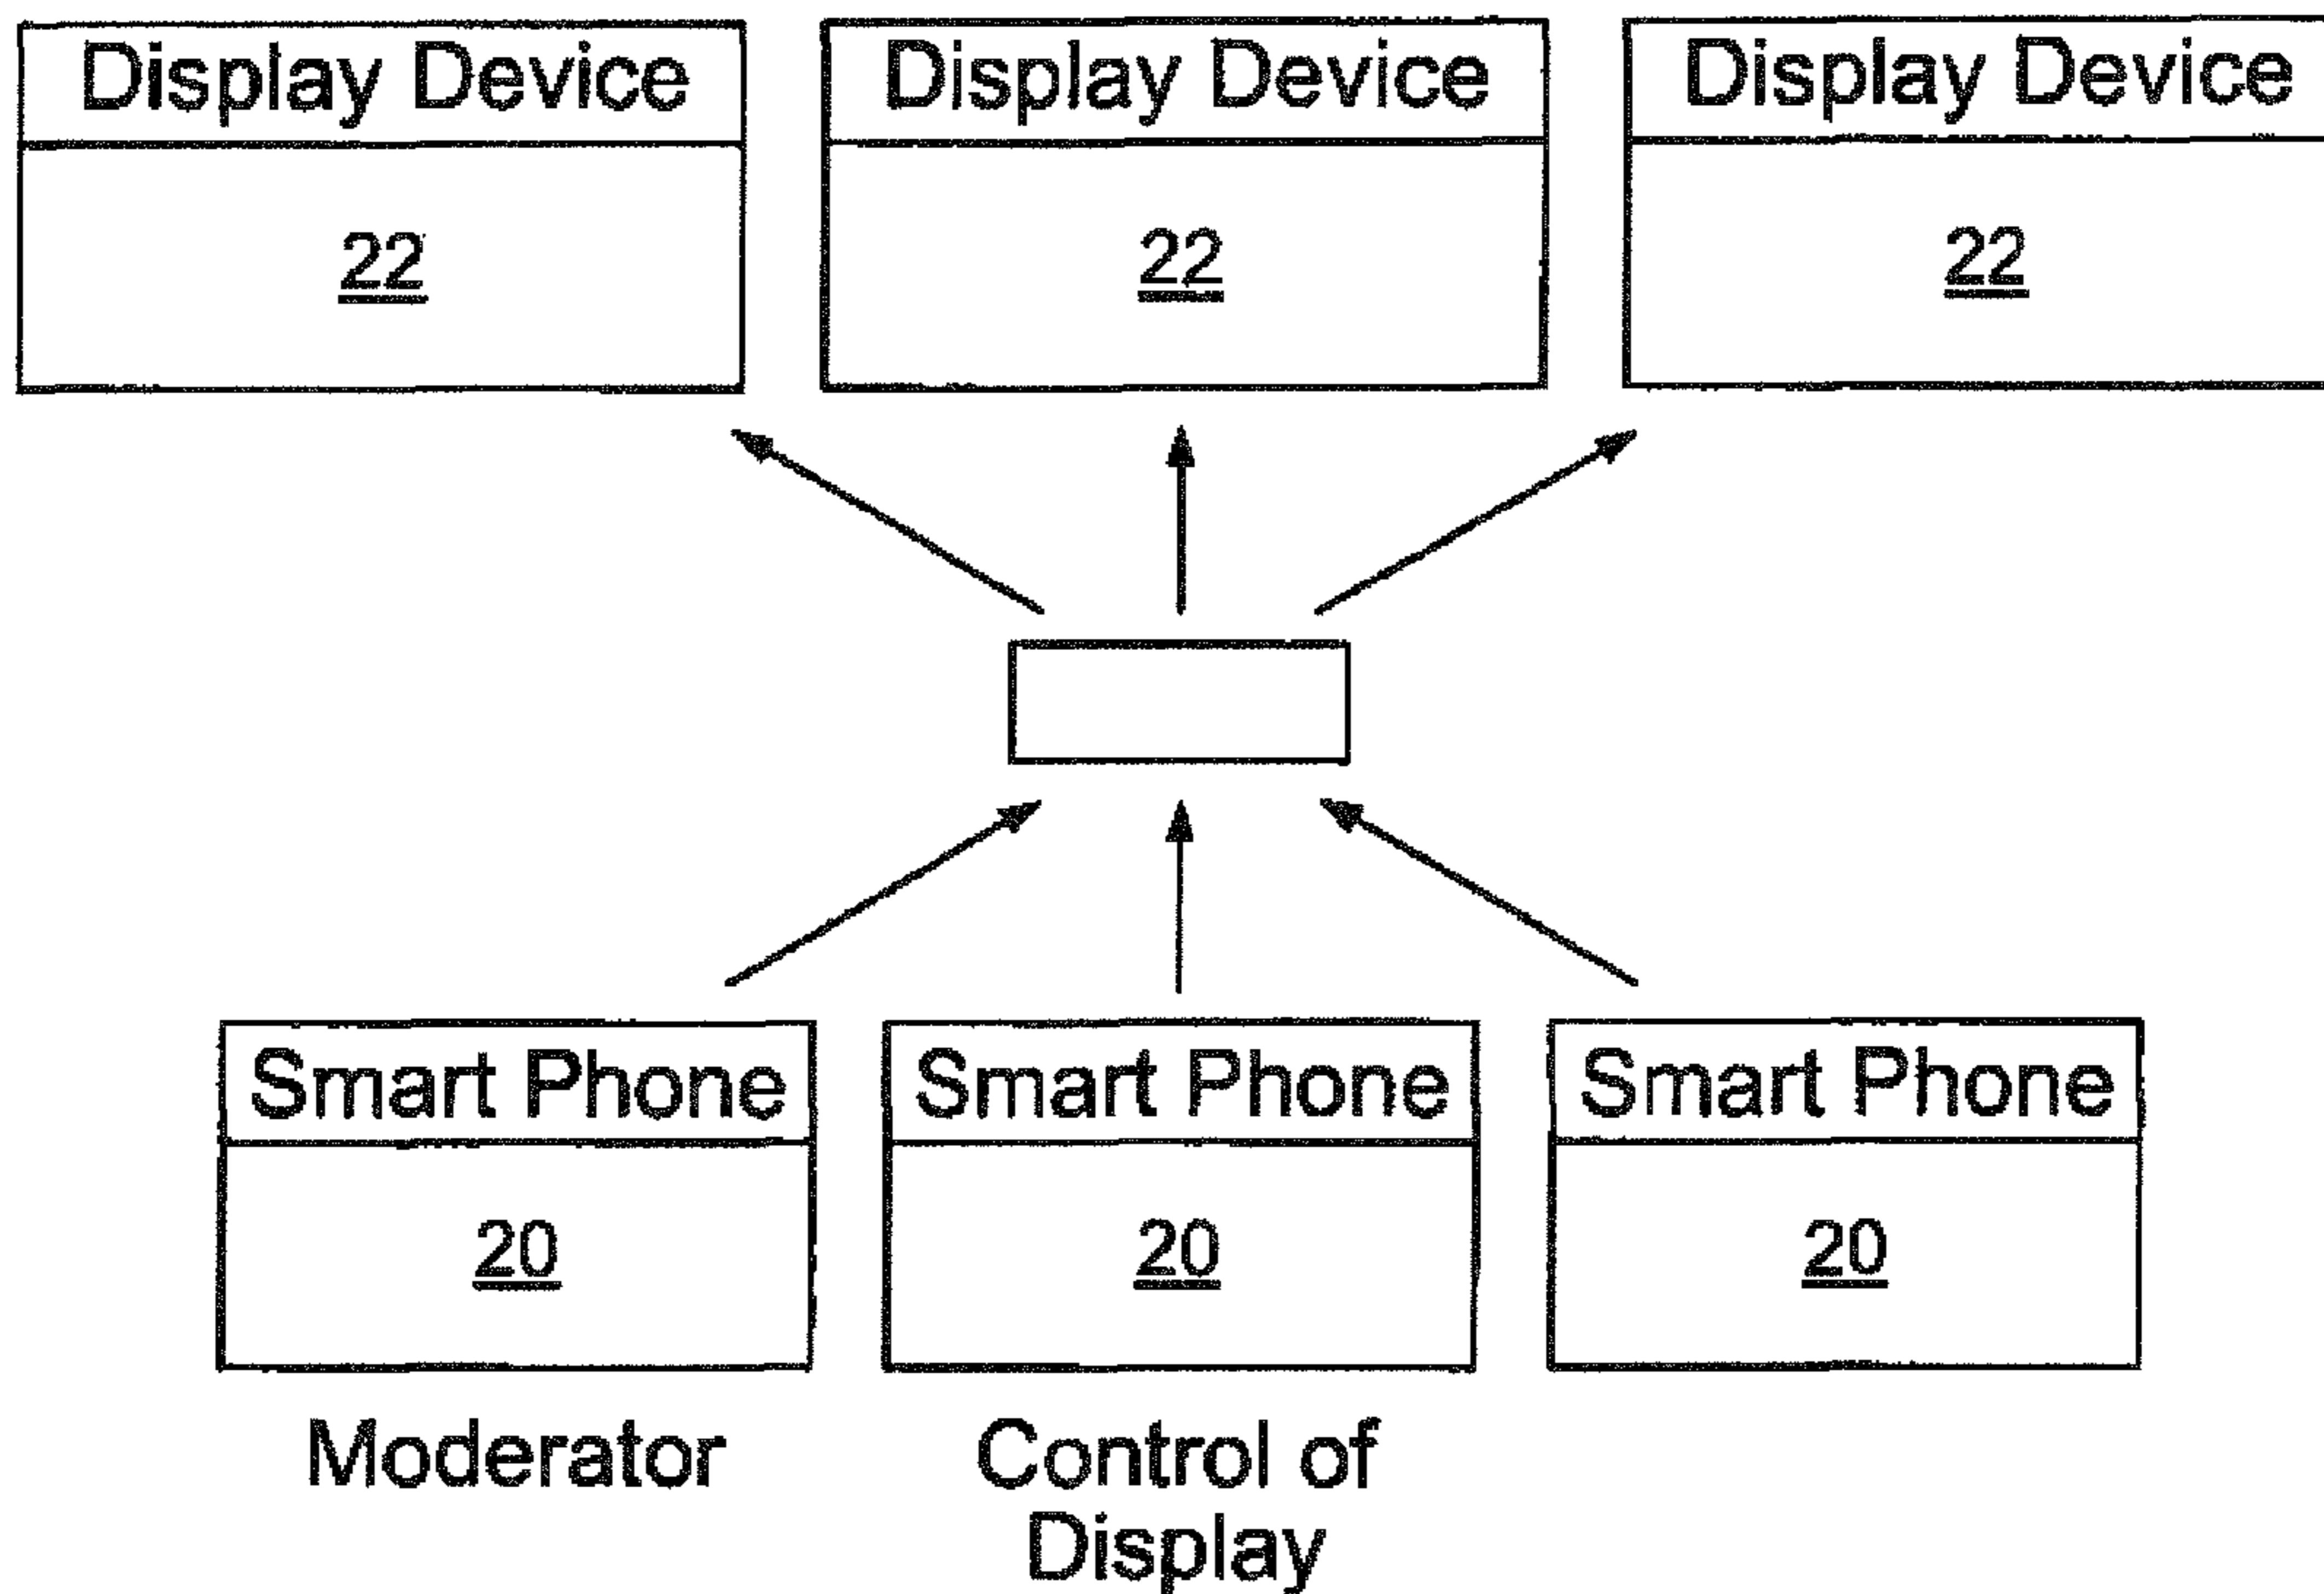 Display Device Display Device Display Device
22 22 22
Smart Phone Smart Phone Smart Phone
20 20 20
Moderator Control of
Display